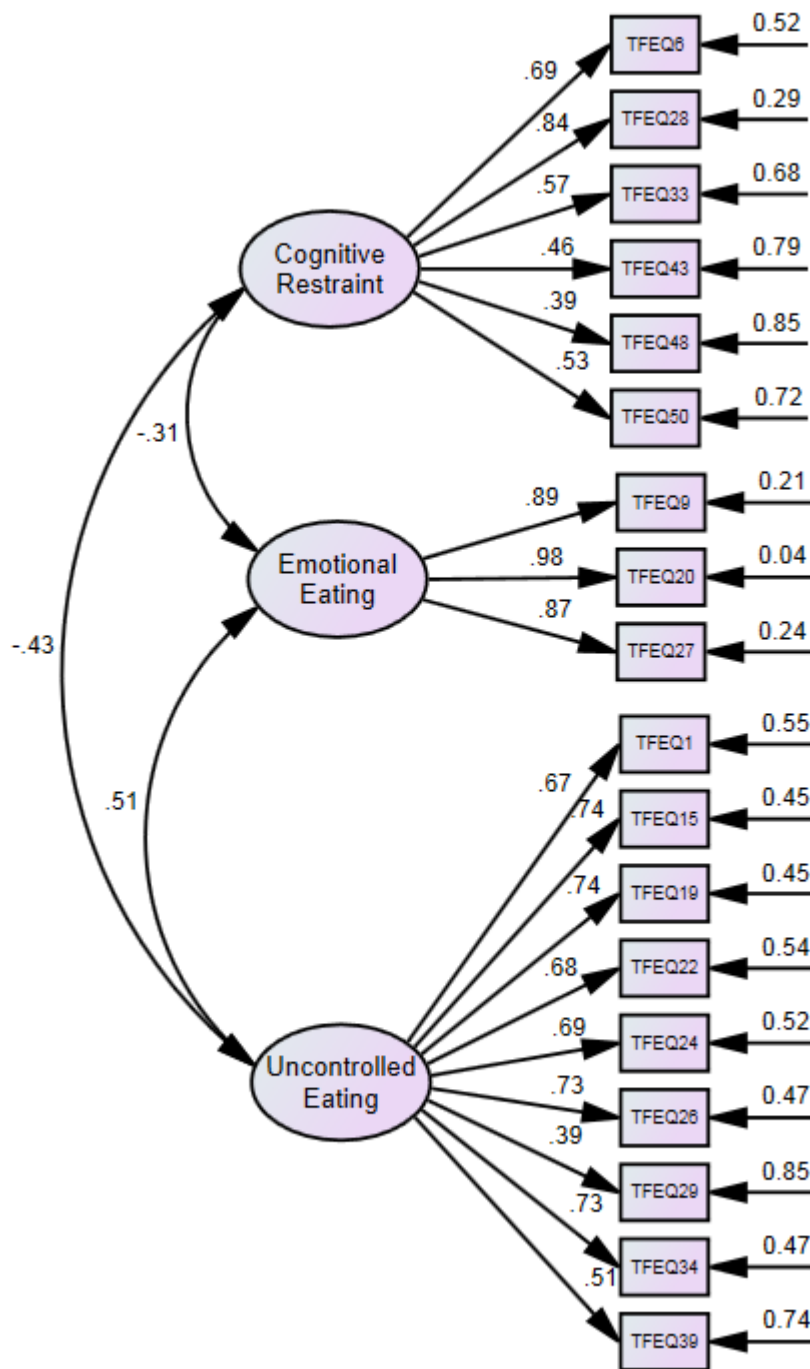 0.52
TFEQ6
.69
0.29
TFEQ28
.84
0.68
TFEQ33
.57
Cognitive
Restraint
.46
TFEQ43
0.79
.39
TFEQ48
0.85
.53
TFEQ50
0.72
-.31
0.21
.89
TFEQ9
Emotional
Eating
.98
TFEQ20
0.04
.87
TFEQ27
0.24
-.43
0.55
TFEQ1
.67
.51
.74
TFEQ15
0.45
.74
TFEQ19
0.45
.68
TFEQ22
0.54
.69
TFEQ24
0.52
Uncontrolled
Eating
.73
TFEQ26
0.47
.39
TFEQ29
0.85
.73
TFEQ34
0.47
.51
TFEQ39
0.74